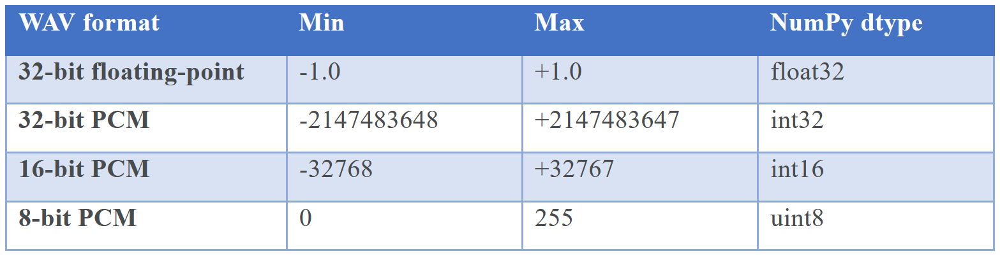 WAV format Min Max NumPy dtype
32-bit floating-point -1.0 +1.0 float32
32-bit PCM -2147483648 +2147483647 int32
16-bit PCM -32768 +32767 int16
8-bit PCM 0 255 uint8